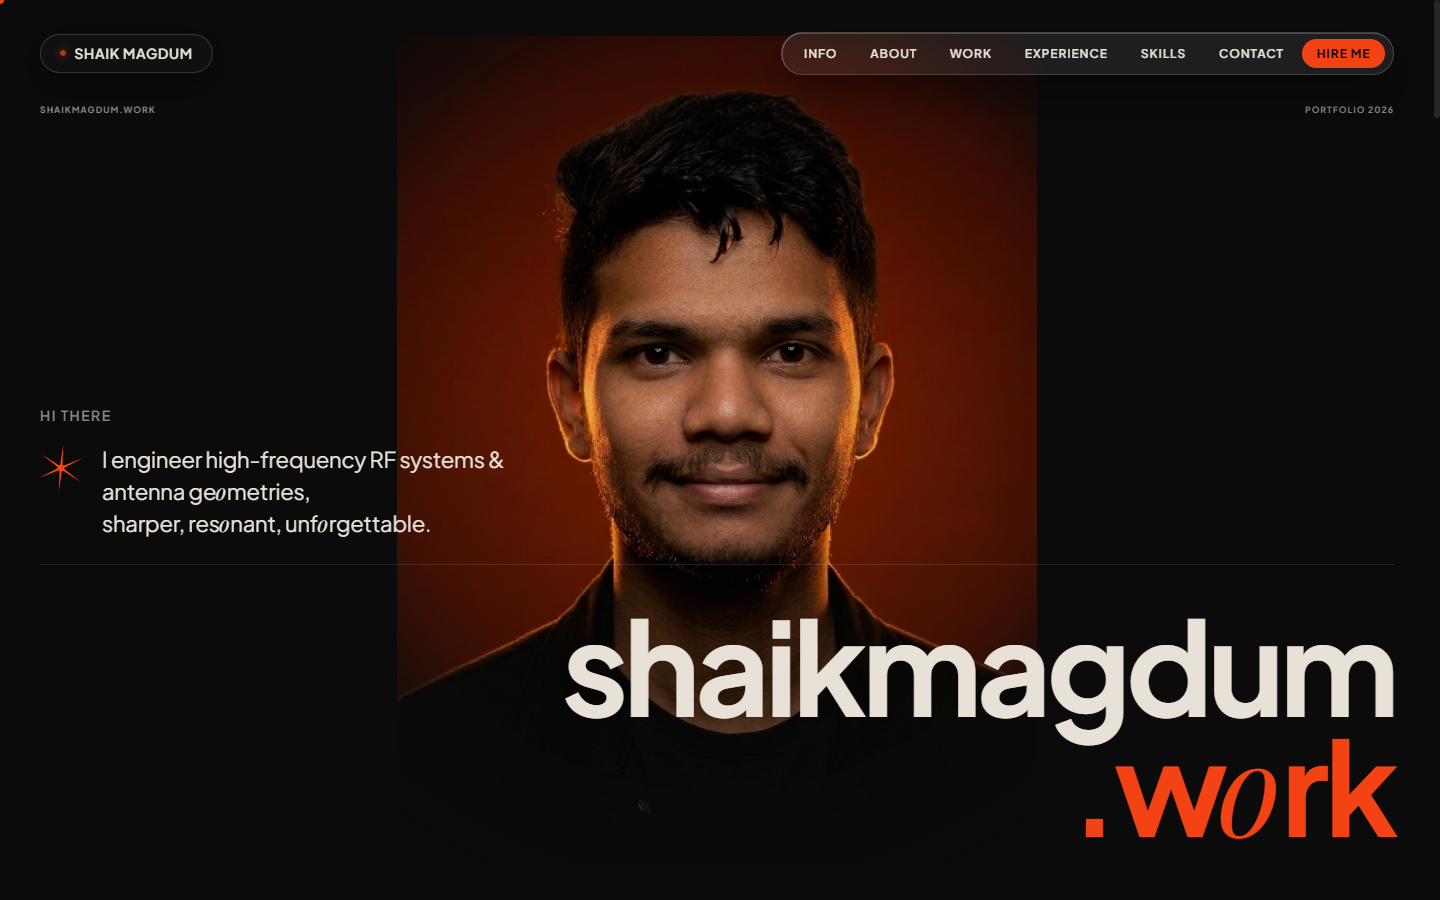 SHAIK MAGDUM
INFO ABOUT WORK EXPERIENCE SKILLS CONTACT HIRE ME
SHAIKMAGDUM.WORK
PORTFOLIO 2026
HI THERE
I engineer high-frequency RF systems &
antenna geometries,
sharper, resonant, unforgettable.
shaikmagdum
.work